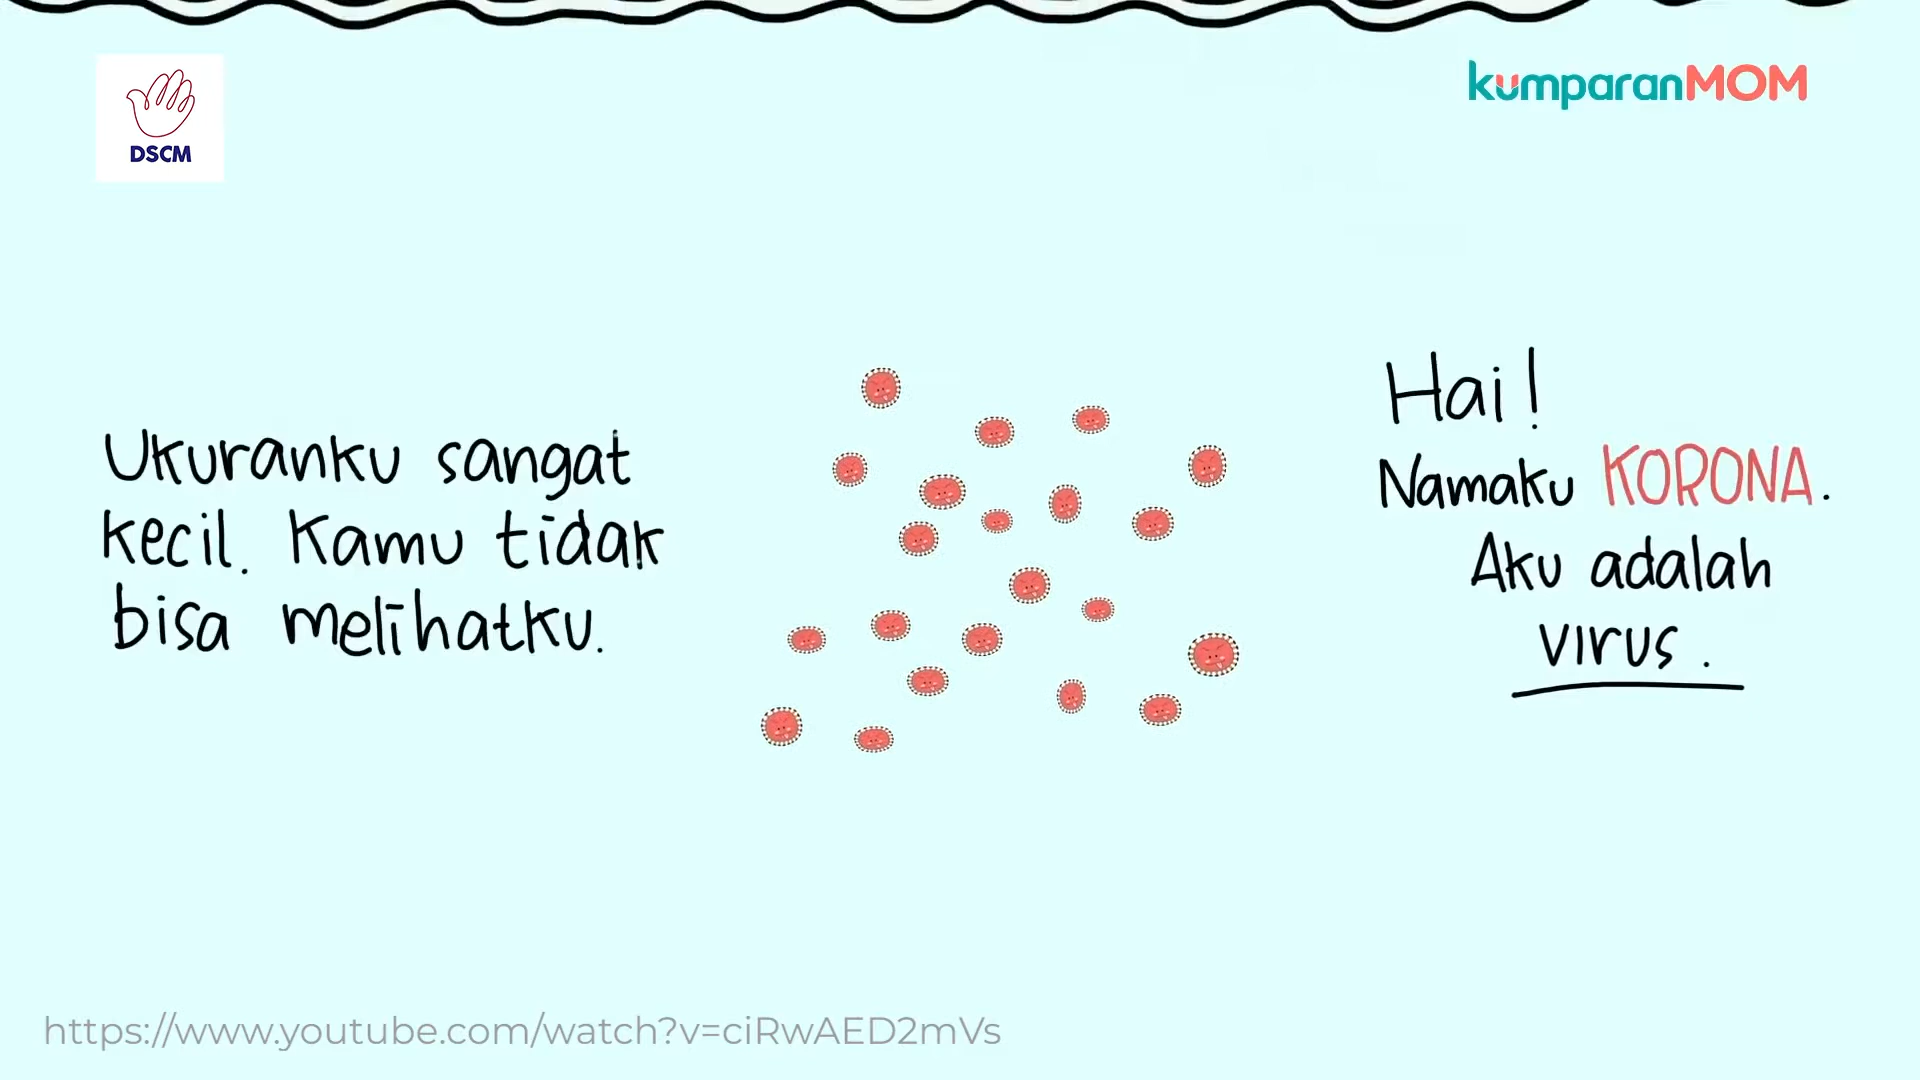 DSCM
kumparanMOM
Ukuranku sangat
kecil. Kamu tidak
bisa melihatku.
Hai!
Namaku KORONA.
Aku adalah
virus.
https://www.youtube.com/watch?v=ciRwAED2mVs